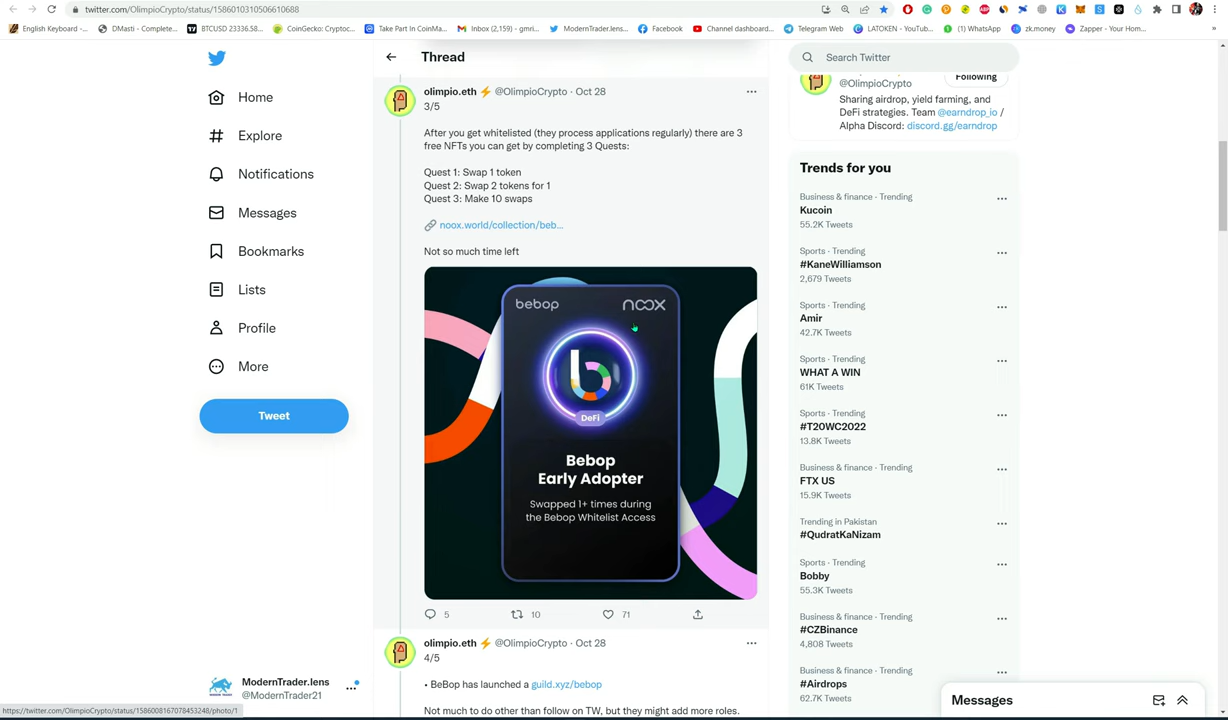 twitter.com/OlimpioCrypto/status/1586010310506610688
English Keyboard -...
DMasti - Complete...
BTCUSD 23336.58...
CoinGecko: Cryptoc...
Take Part In CoinMa...
Inbox (2,159) - gmni...
ModernTrader.lens...
Facebook
Channel dashboard...
Telegram Web
LATOKEN - YouTub...
(1) WhatsApp
zk.money
Zapper - Your Hom...
Home
Explore
Notifications
Messages
Bookmarks
Lists
Profile
More
Tweet
ModernTrader.lens
@ModernTrader21
Thread
olimpio.eth ⚡ @OlimpioCrypto · Oct 28
3/5
After you get whitelisted (they process applications regularly) there are 3
free NFTs you can get by completing 3 Quests:
Quest 1: Swap 1 token
Quest 2: Swap 2 tokens for 1
Quest 3: Make 10 swaps
🔗 noox.world/collection/beb...
Not so much time left
bebop
noox
b
DeFi
Bebop
Early Adopter
Swapped 1+ times during
the Bebop Whitelist Access
5
10
71
olimpio.eth ⚡ @OlimpioCrypto · Oct 28
4/5
• BeBop has launched a guild.xyz/bebop
Not much to do other than follow on TW, but they might add more roles.
Search Twitter
@OlimpioCrypto
Following
Sharing airdrop, yield farming, and
DeFi strategies. Team @earndrop_io /
Alpha Discord: discord.gg/earndrop
Trends for you
Business & finance · Trending
Kucoin
55.2K Tweets
Sports · Trending
#KaneWilliamson
2,679 Tweets
Sports · Trending
Amir
42.7K Tweets
Sports · Trending
WHAT A WIN
61K Tweets
Sports · Trending
#T20WC2022
13.8K Tweets
Business & finance · Trending
FTX US
15.9K Tweets
Trending in Pakistan
#QudratKaNizam
Sports · Trending
Bobby
55.3K Tweets
Business & finance · Trending
#CZBinance
4,808 Tweets
Business & finance · Trending
#Airdrops
62.7K Tweets
Messages
https://twitter.com/OlimpioCrypto/status/1586008167078453248/photo/1